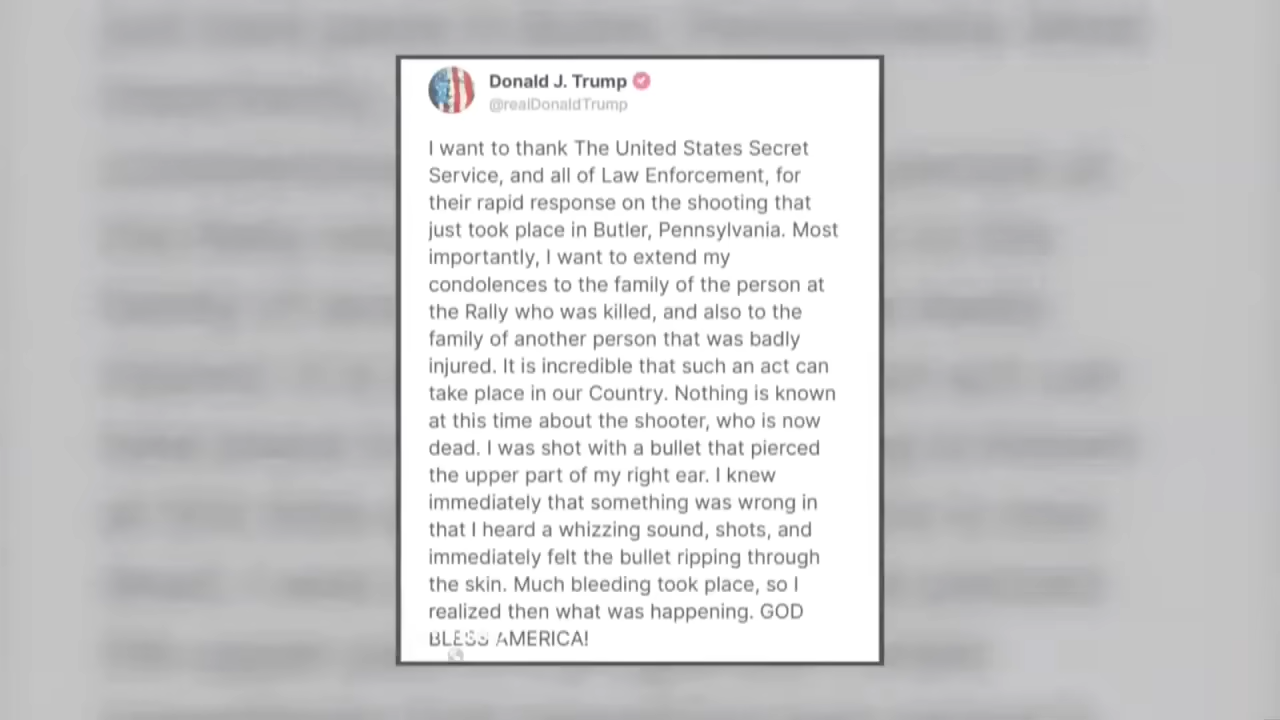 Donald J. Trump
@realDonaldTrump
I want to thank The United States Secret
Service, and all of Law Enforcement, for
their rapid response on the shooting that
just took place in Butler, Pennsylvania. Most
importantly, I want to extend my
condolences to the family of the person at
the Rally who was killed, and also to the
family of another person that was badly
injured. It is incredible that such an act can
take place in our Country. Nothing is known
at this time about the shooter, who is now
dead. I was shot with a bullet that pierced
the upper part of my right ear. I knew
immediately that something was wrong in
that I heard a whizzing sound, shots, and
immediately felt the bullet ripping through
the skin. Much bleeding took place, so I
realized then what was happening. GOD
BLESS AMERICA!